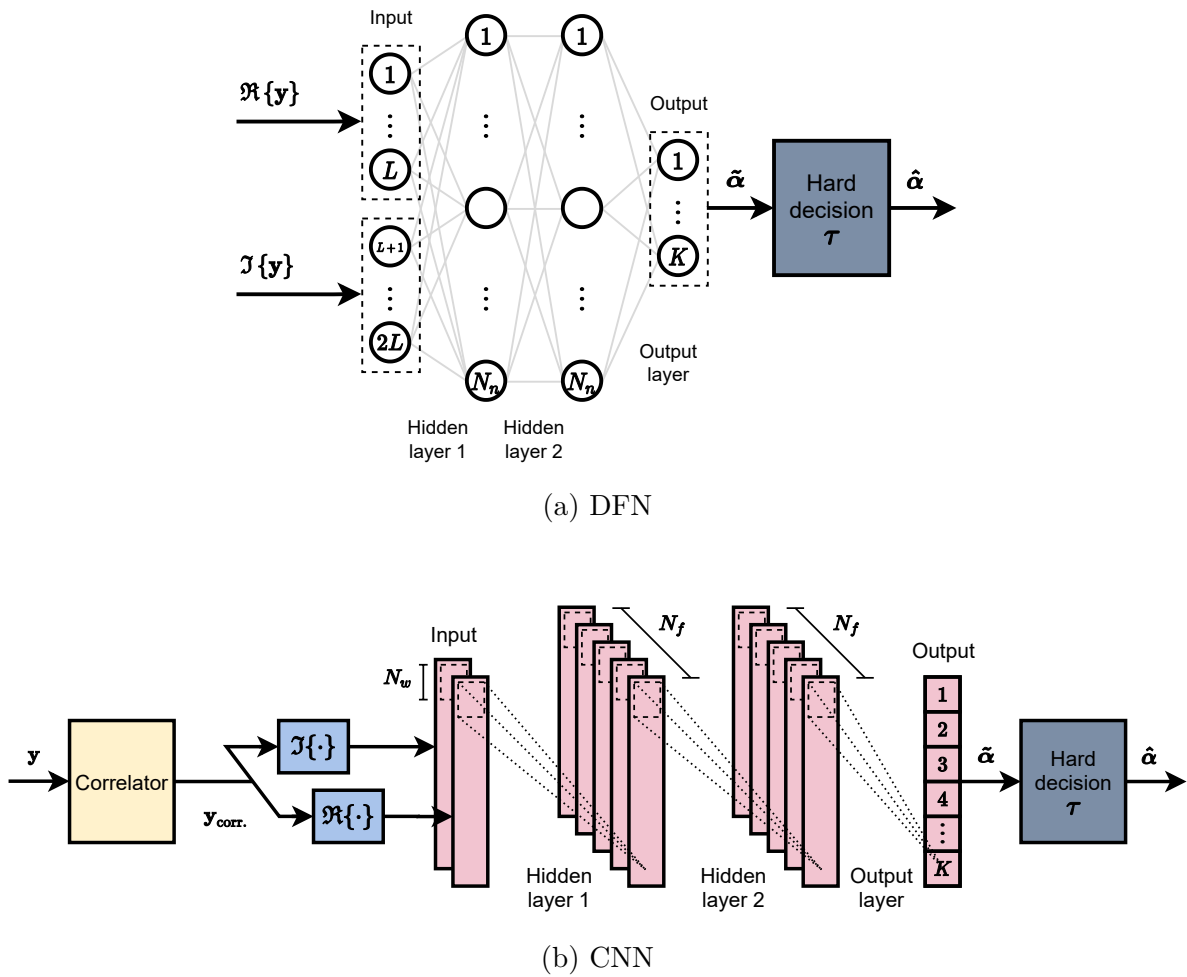 Input
1
1
1
⋮
⋮
⋮
ℜ{𝐲}
L
Output
1
⋮
K
α̃
Hard
decision
τ
α̂
L+1
⋮
2L
ℑ{𝐲}
⋮
⋮
N_n
N_n
Output
layer
Hidden
layer 1
Hidden
layer 2
(a) DFN
Input
N_w
N_f
N_f
Output
1
2
3
4
⋮
K
𝐲
Correlator
𝐲_corr.
ℑ{·}
ℜ{·}
α̃
Hard
decision
τ
α̂
Hidden
layer 1
Hidden
layer 2
Output
layer
(b) CNN